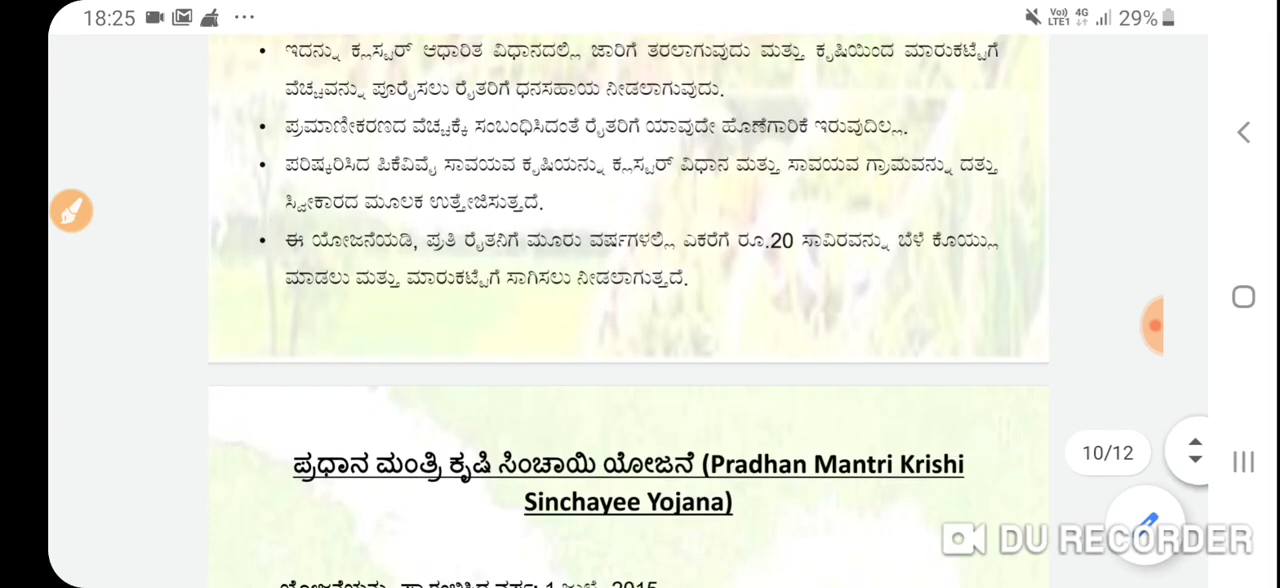 18:25
Vo)) 4G
LTE1
29%
• ಇದನ್ನು ಕ್ಲಸ್ಟರ್ ಆಧಾರಿತ ವಿಧಾನದಲ್ಲಿ ಜಾರಿಗೆ ತರಲಾಗುವುದು ಮತ್ತು ಕೃಷಿಯಿಂದ ಮಾರುಕಟ್ಟೆಗೆ
ವೆಚ್ಚವನ್ನು ಪೂರೈಸಲು ರೈತರಿಗೆ ಧನಸಹಾಯ ನೀಡಲಾಗುವುದು.
• ಪ್ರಮಾಣೀಕರಣದ ವೆಚ್ಚಕ್ಕೆ ಸಂಬಂಧಿಸಿದಂತೆ ರೈತರಿಗೆ ಯಾವುದೇ ಹೊಣೆಗಾರಿಕೆ ಇರುವುದಿಲ್ಲ.
• ಪರಿಷ್ಕರಿಸಿದ ಪಿಕೆವಿವೈ ಸಾವಯವ ಕೃಷಿಯನ್ನು ಕ್ಲಸ್ಟರ್ ವಿಧಾನ ಮತ್ತು ಸಾವಯವ ಗ್ರಾಮವನ್ನು ದತ್ತು
ಸ್ವೀಕಾರದ ಮೂಲಕ ಉತ್ತೇಜಿಸುತ್ತದೆ.
• ಈ ಯೋಜನೆಯಡಿ, ಪ್ರತಿ ರೈತನಿಗೆ ಮೂರು ವರ್ಷಗಳಲ್ಲಿ ಎಕರೆಗೆ ರೂ.20 ಸಾವಿರವನ್ನು ಬೆಳೆ ಕೊಯ್ಲು
ಮಾಡಲು ಮತ್ತು ಮಾರುಕಟ್ಟೆಗೆ ಸಾಗಿಸಲು ನೀಡಲಾಗುತ್ತದೆ.
ಪ್ರಧಾನ ಮಂತ್ರಿ ಕೃಷಿ ಸಿಂಚಾಯಿ ಯೋಜನೆ (Pradhan Mantri Krishi
Sinchayee Yojana)
10/12
DU RECORDER